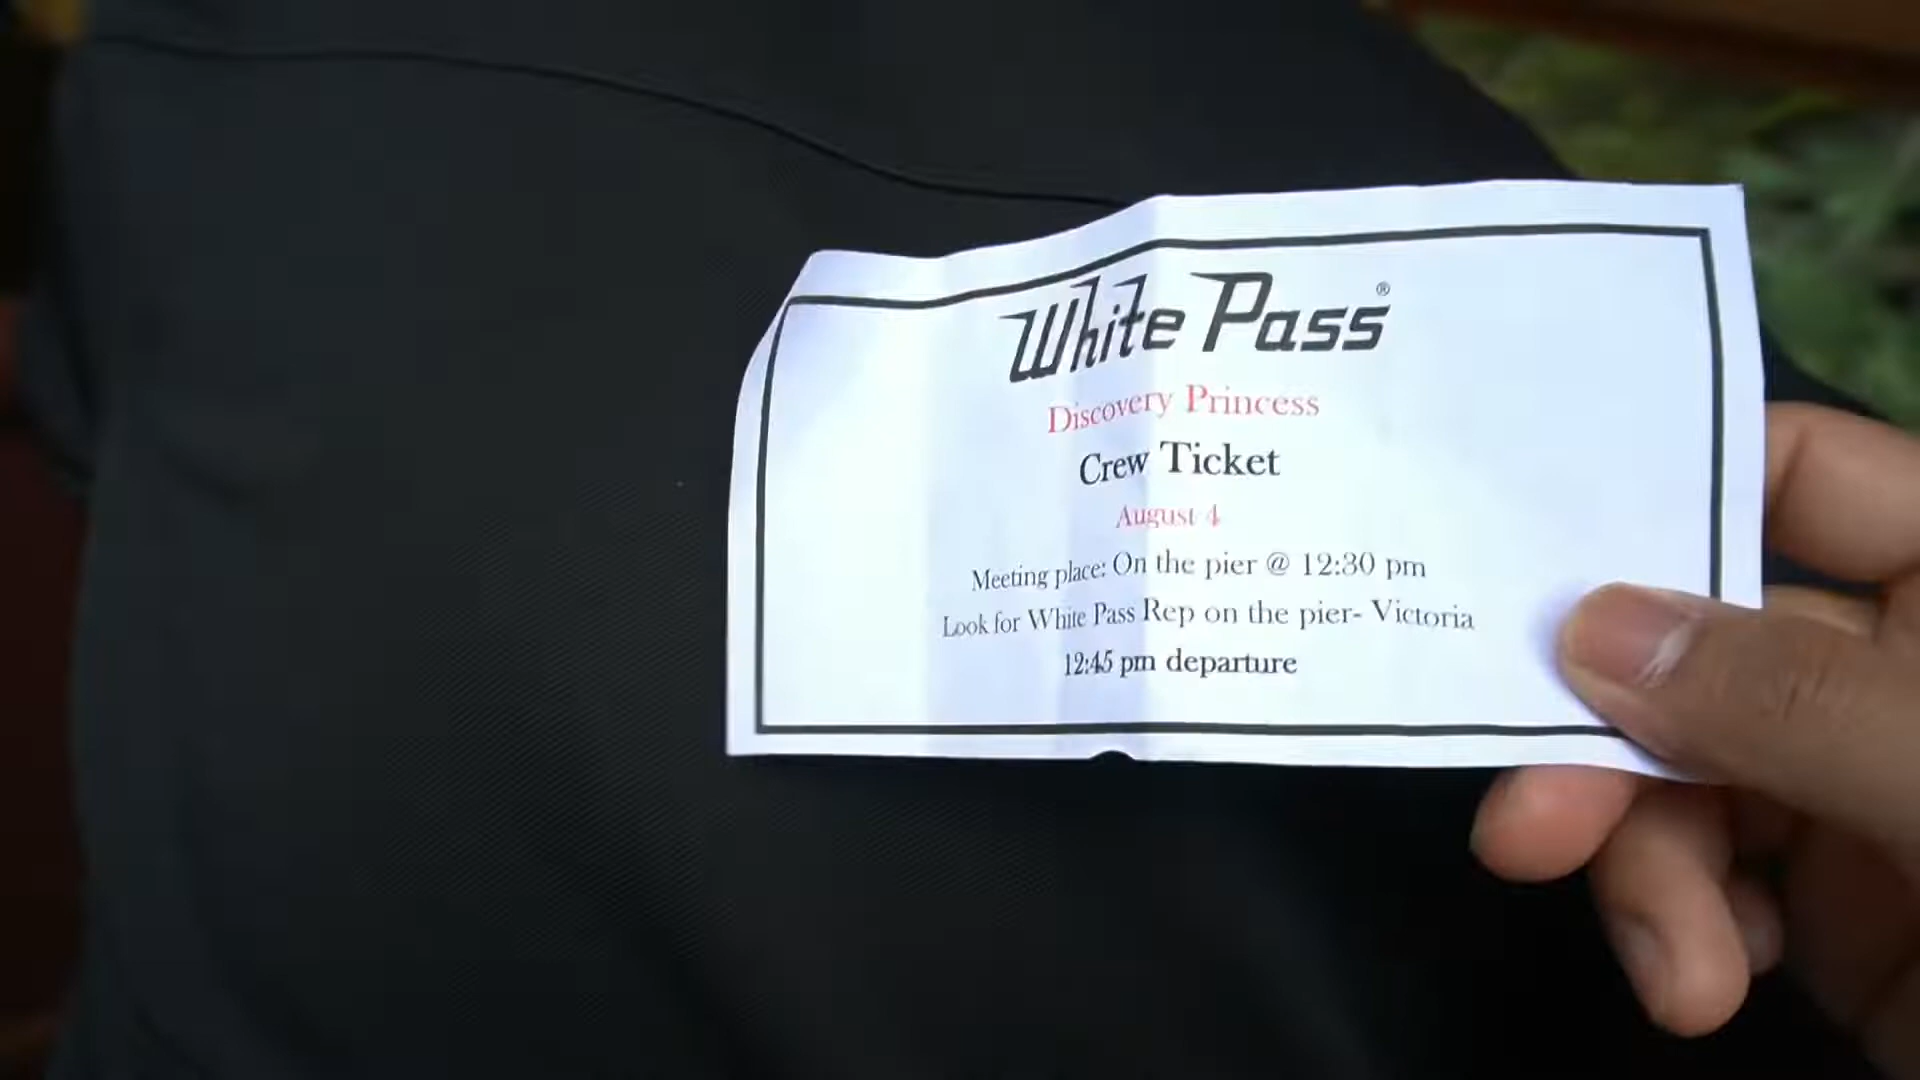 White Pass®
Discovery Princess
Crew Ticket
August 4
Meeting place: On the pier @ 12:30 pm
Look for White Pass Rep on the pier- Victoria
12:45 pm departure